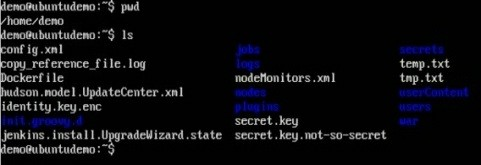 demo@ubuntudemo:~$ pwd
/home/demo
demo@ubuntudemo:~$ ls
config.xml jobs secrets
copy_reference_file.log logs temp.txt
Dockerfile nodeMonitors.xml tmp.txt
hudson.model.UpdateCenter.xml nodes userContent
identity.key.enc plugins users
init.groovy.d secret.key war
jenkins.install.UpgradeWizard.state secret.key.not-so-secret
demo@ubuntudemo:~$